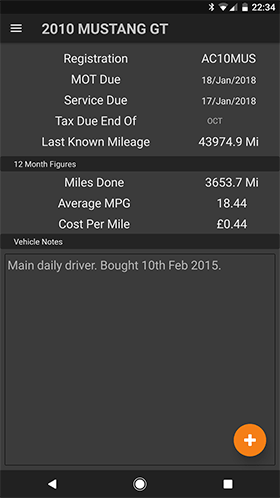 22:34
2010 MUSTANG GT
Registration AC10MUS
MOT Due 18/Jan/2018
Service Due 17/Jan/2018
Tax Due End Of OCT
Last Known Mileage 43974.9 Mi
12 Month Figures
Miles Done 3653.7 Mi
Average MPG 18.44
Cost Per Mile £0.44
Vehicle Notes
Main daily driver. Bought 10th Feb 2015.